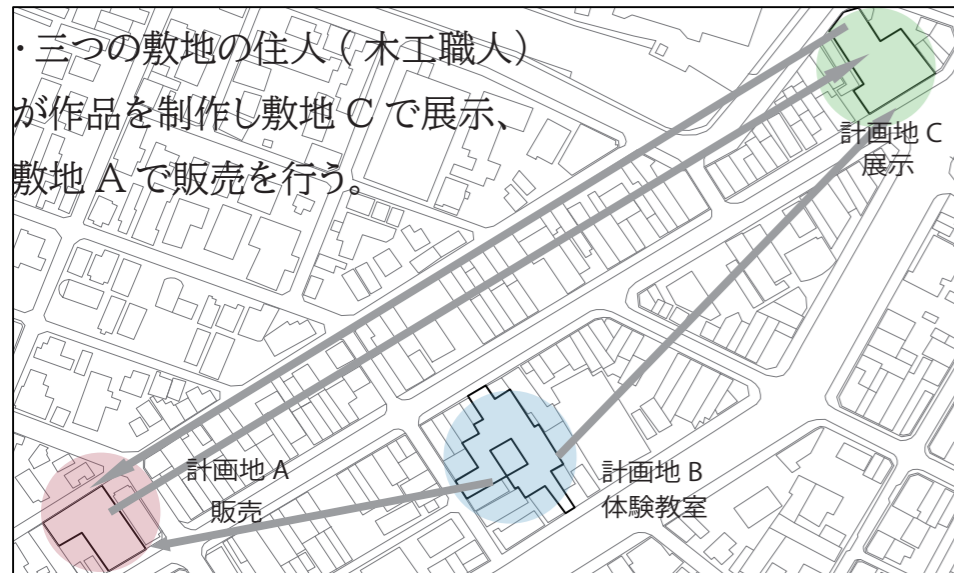 ・三つの敷地の住人（木工職人）
が作品を制作し敷地 C で展示、
敷地 A で販売を行う。
計画地 C
展示
計画地 A
販売
計画地 B
体験教室